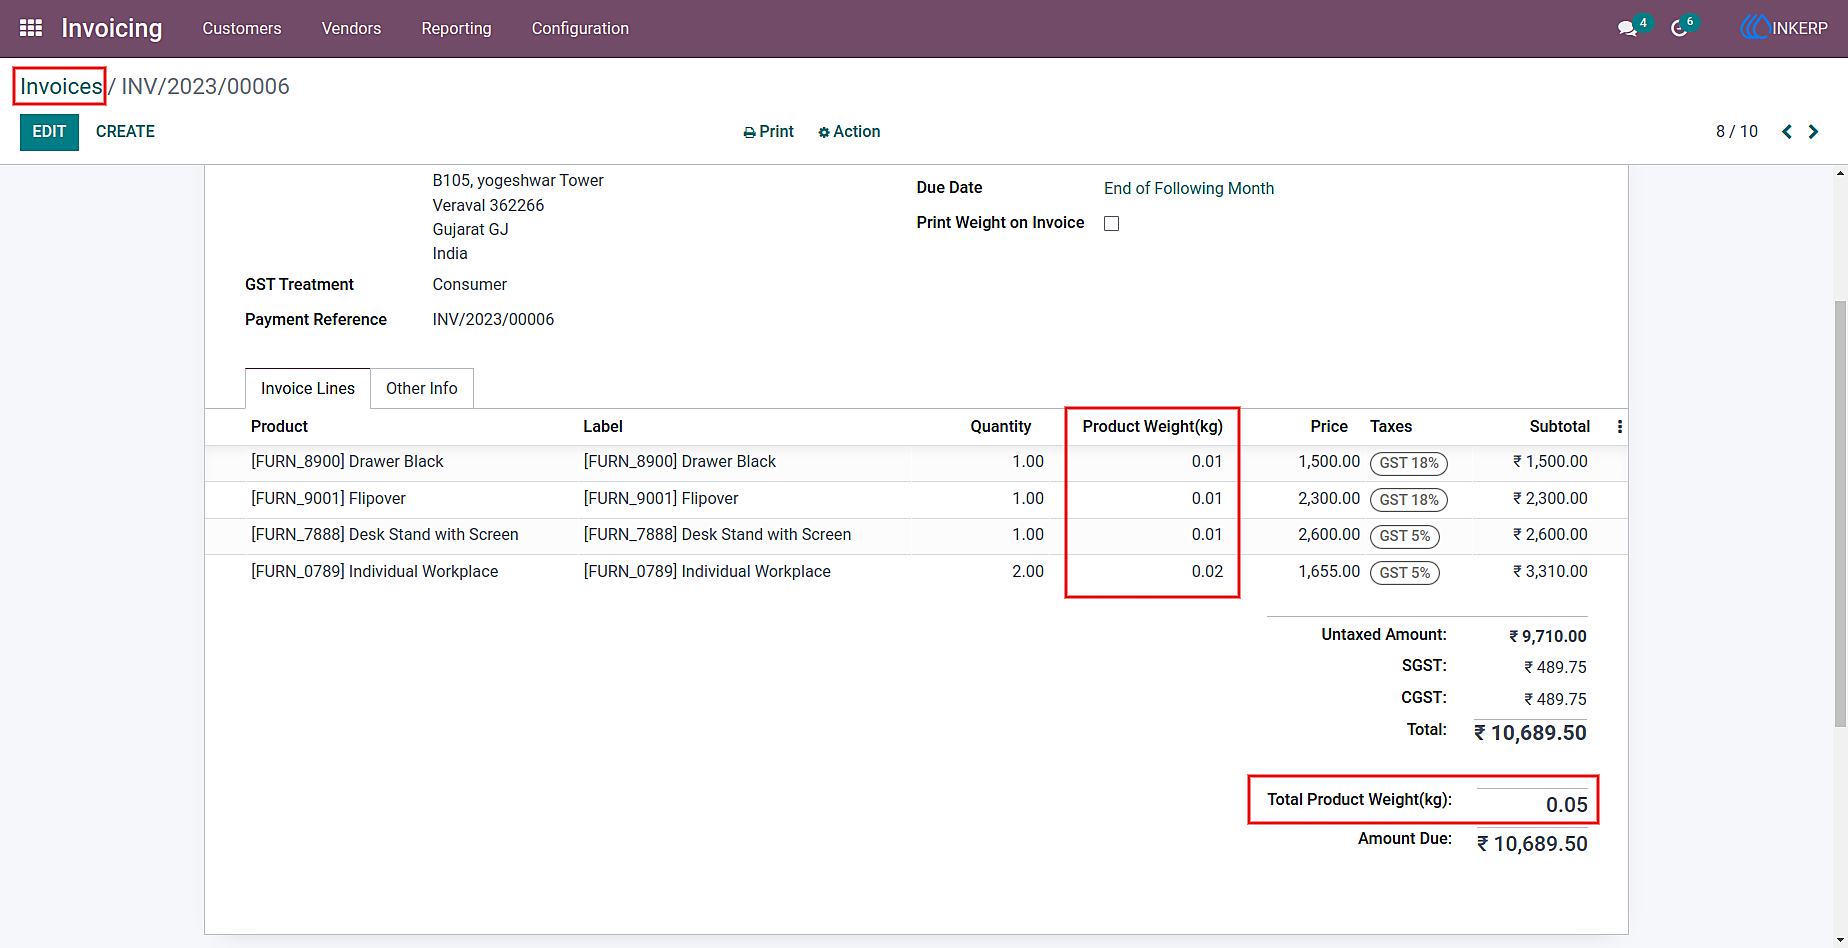 Invoicing Customers Vendors Reporting Configuration 4 6 INKERP
Invoices / INV/2023/00006
EDIT CREATE Print Action 8 / 10
B105, yogeshwar Tower
Veraval 362266
Gujarat GJ
India
Due Date End of Following Month
Print Weight on Invoice
GST Treatment Consumer
Payment Reference INV/2023/00006
Invoice Lines Other Info
Product Label Quantity Product Weight(kg) Price Taxes Subtotal
[FURN_8900] Drawer Black [FURN_8900] Drawer Black 1.00 0.01 1,500.00 GST 18% ₹ 1,500.00
[FURN_9001] Flipover [FURN_9001] Flipover 1.00 0.01 2,300.00 GST 18% ₹ 2,300.00
[FURN_7888] Desk Stand with Screen [FURN_7888] Desk Stand with Screen 1.00 0.01 2,600.00 GST 5% ₹ 2,600.00
[FURN_0789] Individual Workplace [FURN_0789] Individual Workplace 2.00 0.02 1,655.00 GST 5% ₹ 3,310.00
Untaxed Amount: ₹ 9,710.00
SGST: ₹ 489.75
CGST: ₹ 489.75
Total: ₹ 10,689.50
Total Product Weight(kg): 0.05
Amount Due: ₹ 10,689.50